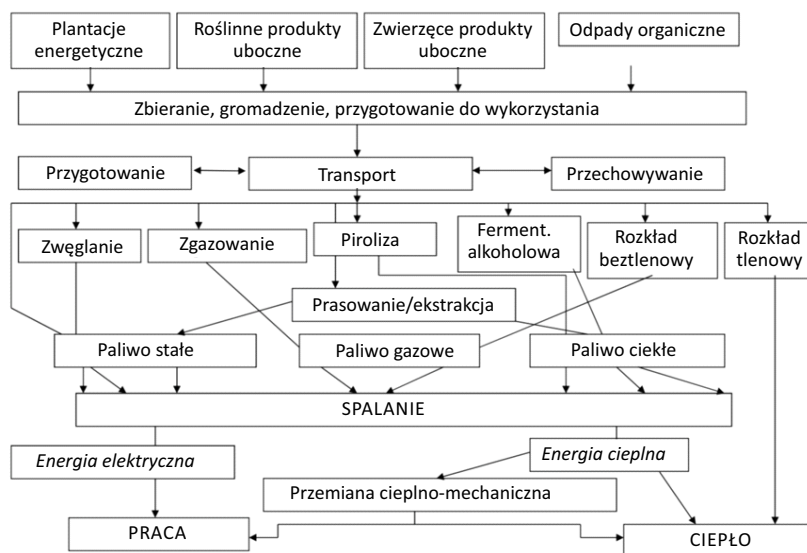 Plantacje
energetyczne
Roślinne produkty
uboczne
Zwierzęce produkty
uboczne
Odpady organiczne
Zbieranie, gromadzenie, przygotowanie do wykorzystania
Przygotowanie
Transport
Przechowywanie
Zwęglanie
Zgazowanie
Piroliza
Ferment.
alkoholowa
Rozkład
beztlenowy
Rozkład
tlenowy
Prasowanie/ekstrakcja
Paliwo stałe
Paliwo gazowe
Paliwo ciekłe
SPALANIE
Energia elektryczna
Energia cieplna
Przemiana cieplno-mechaniczna
PRACA
CIEPŁO